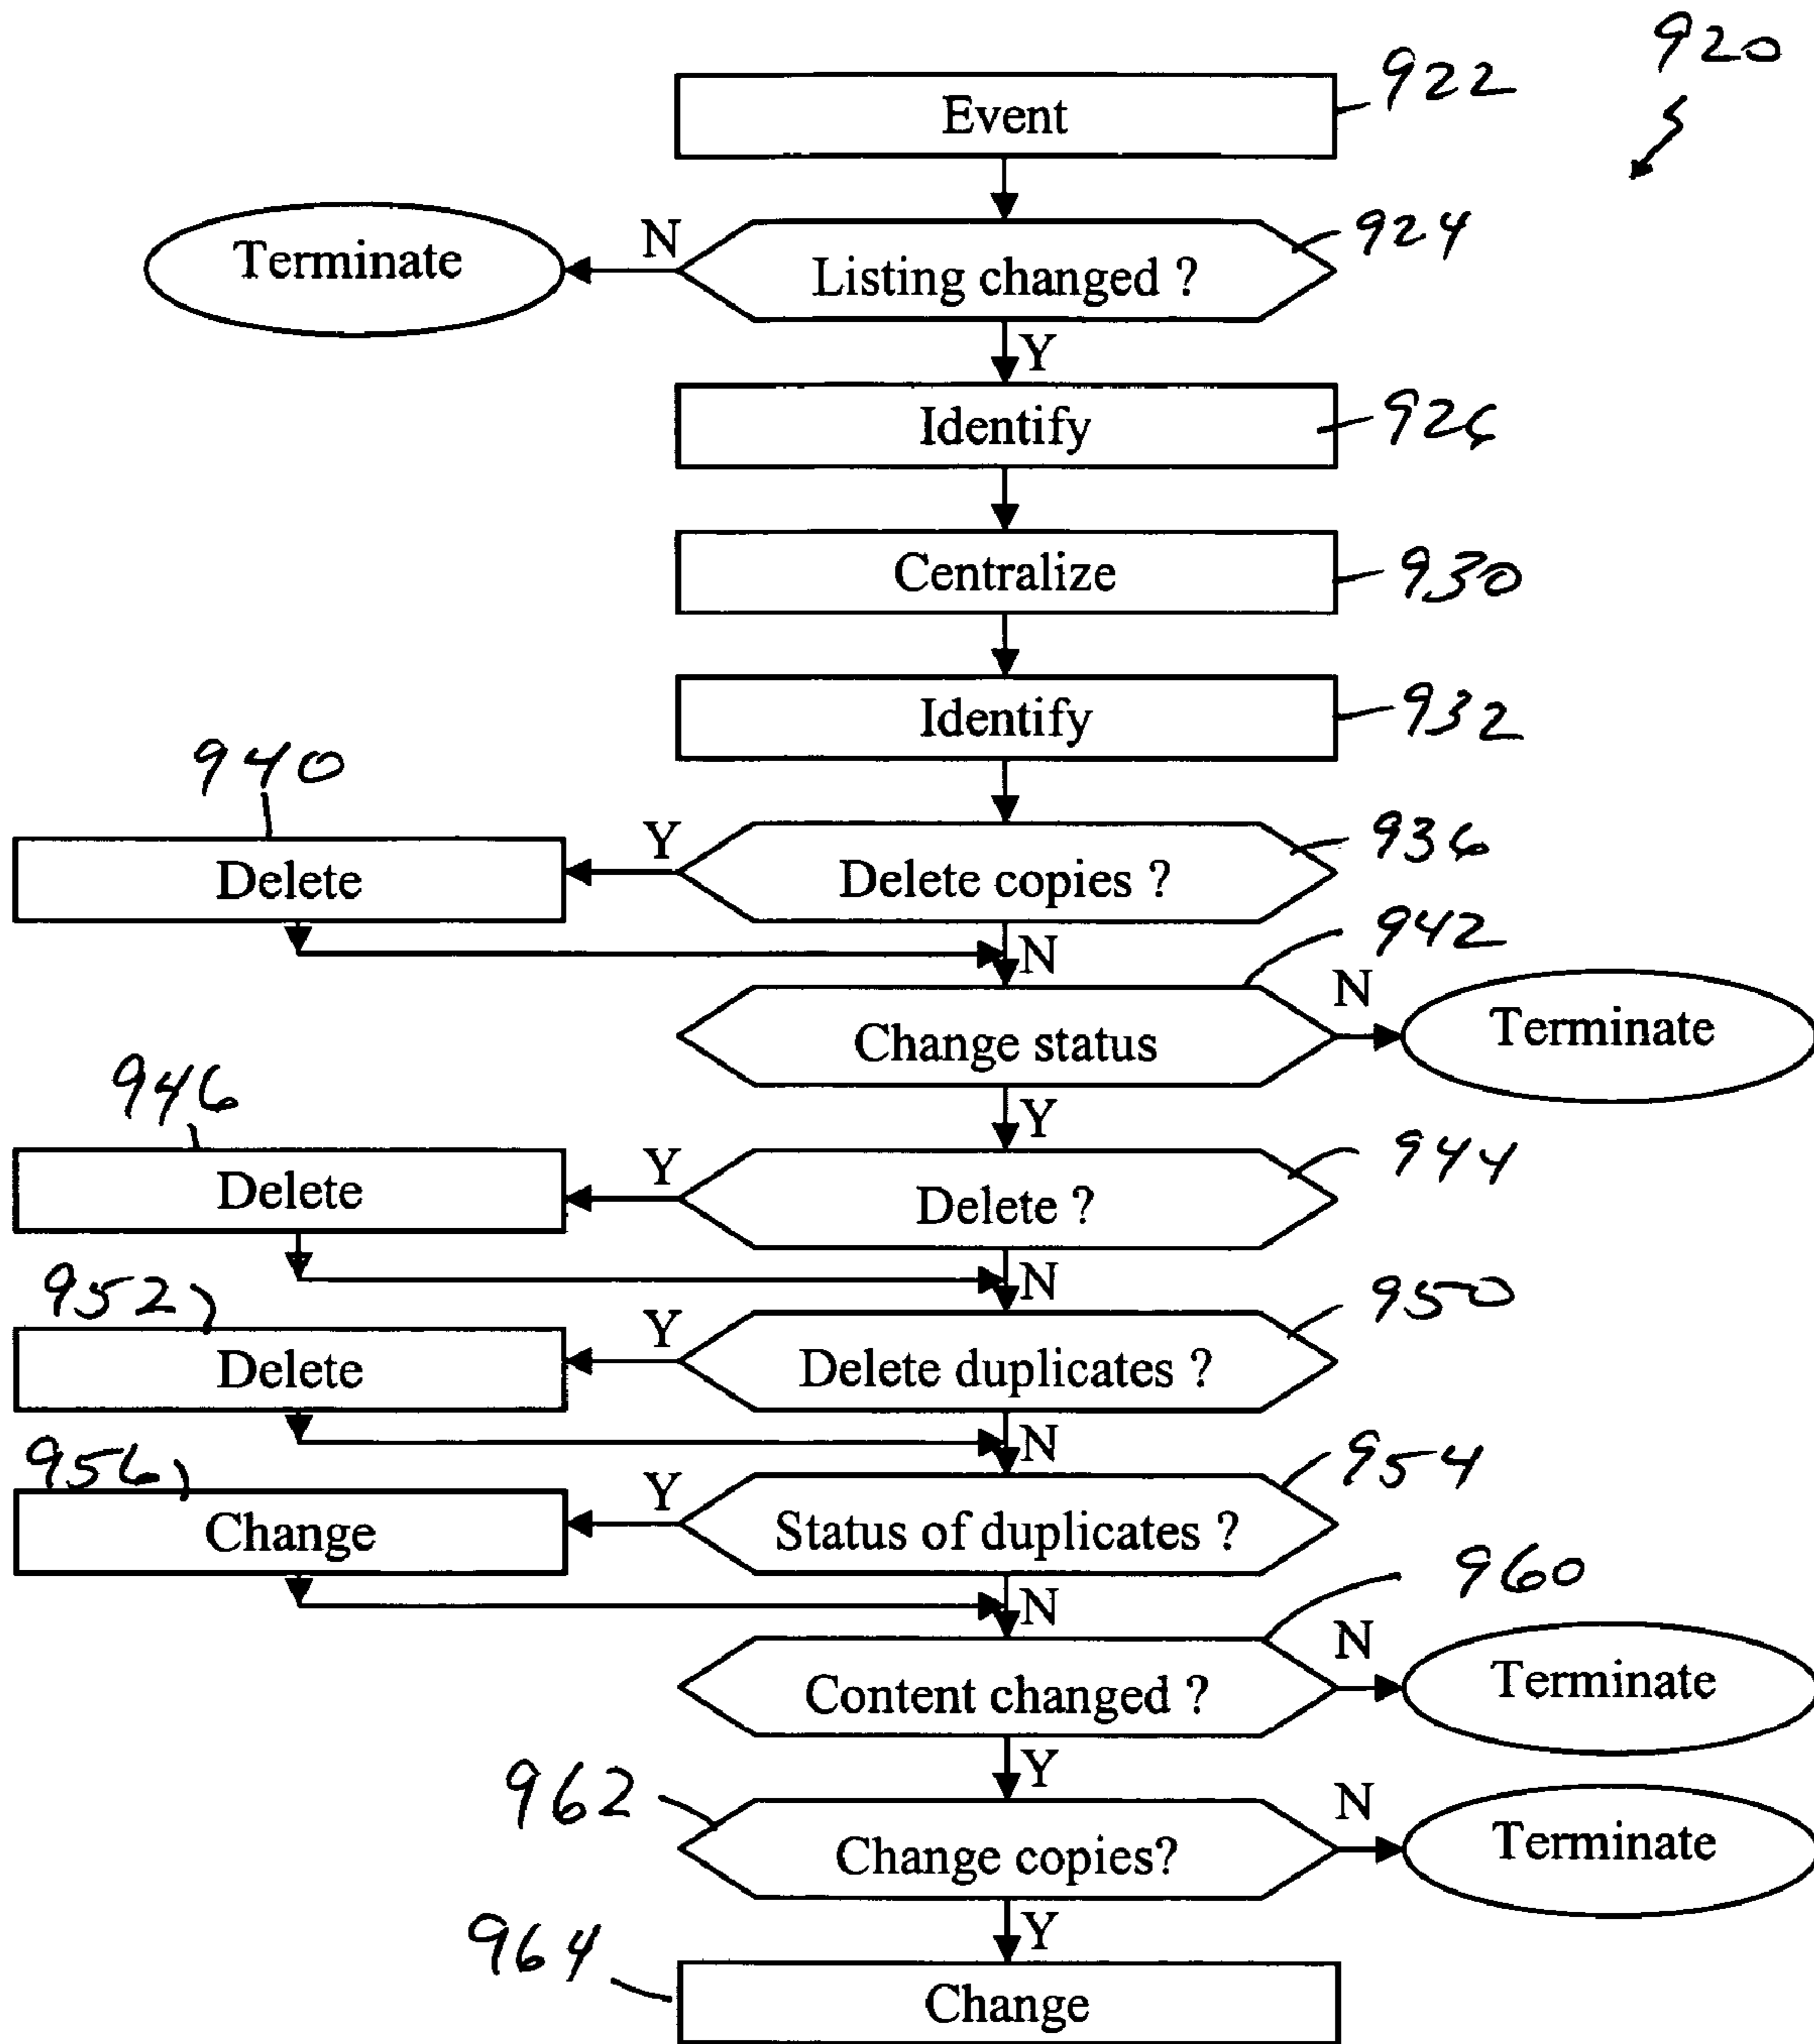 920
922
Event
924
N
Terminate
Listing changed ?
Y
926
Identify
930
Centralize
932
Identify
940
936
Y
Delete
Delete copies ?
942
N
N
Terminate
Change status
946
Y
944
Y
Delete
Delete ?
952
N
950
Y
Delete
Delete duplicates ?
956
N
954
Y
Change
Status of duplicates ?
960
N
N
Terminate
Content changed ?
962
Y
N
Terminate
Change copies?
964
Y
Change